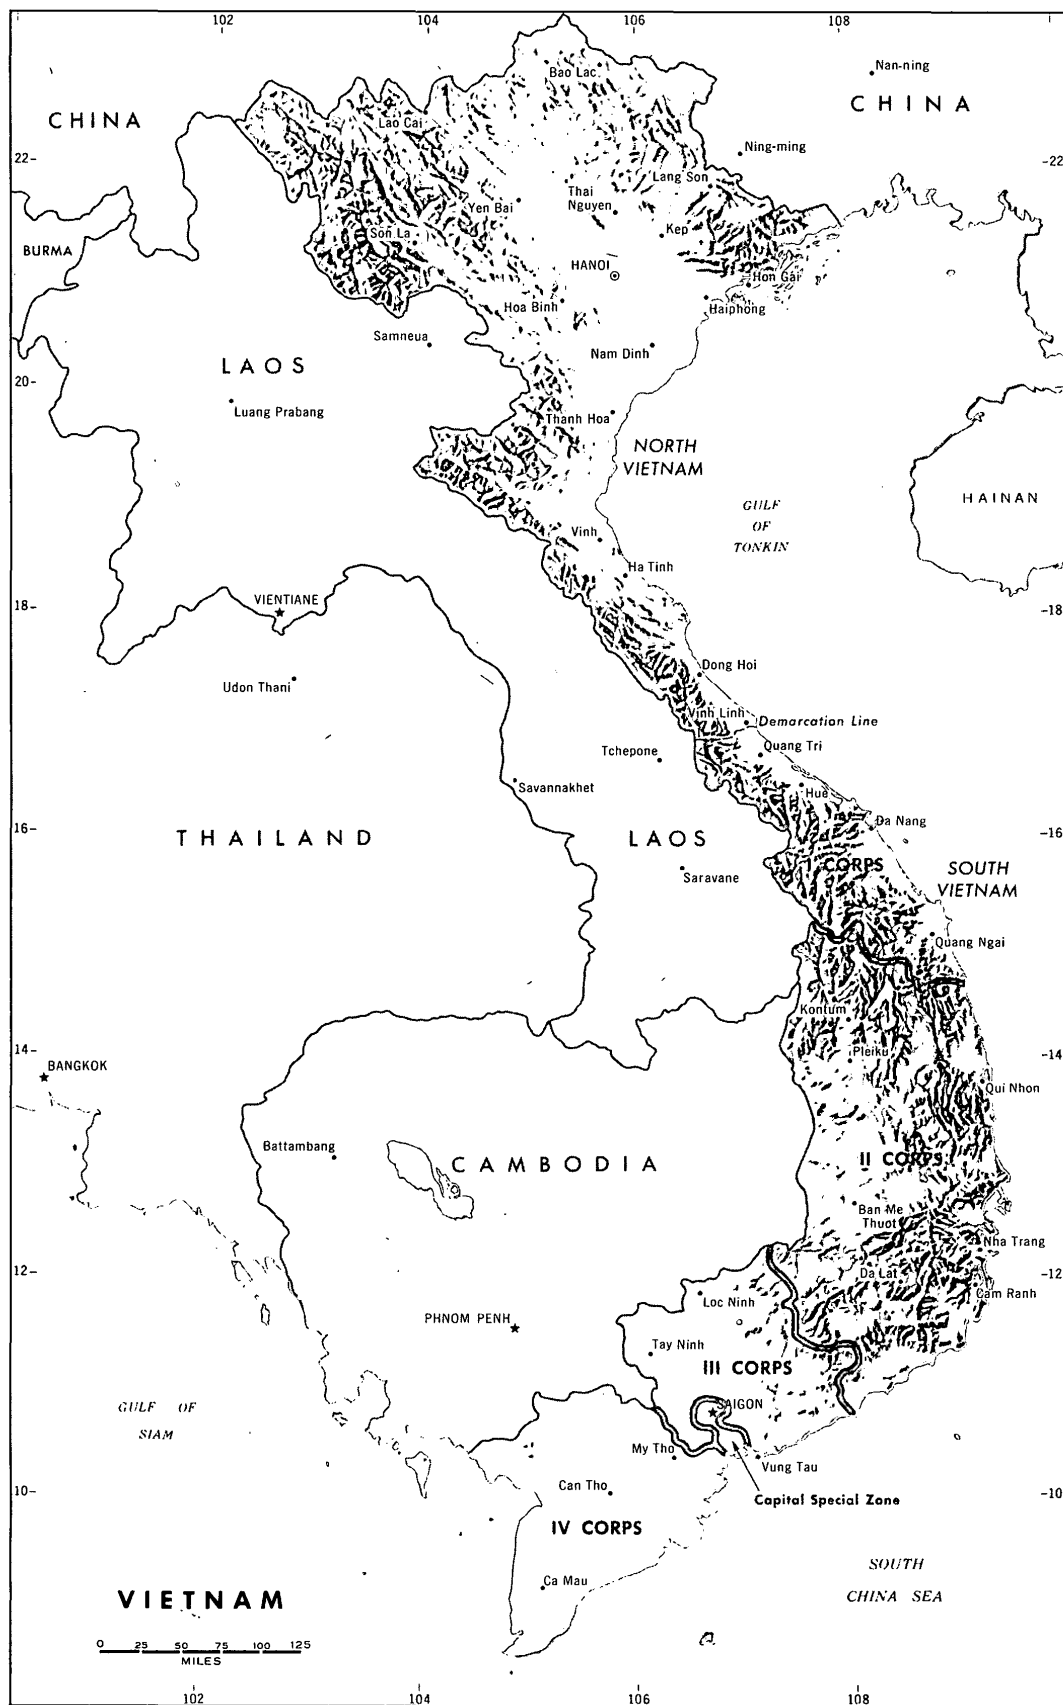 102 104 106 108
Nan-ning
Bao Lac
CHINA
CHINA
Lao Cai
Ning-ming
22-
-22
Lang Son
Thai
Nguyen
Yen Bai
Kep
Son La
BURMA
HANOI
Hon Gai
Hoa Binh
Haiphong
Samneua
Nam Dinh
LAOS
20-
Luang Prabang
Thanh Hoa
NORTH
VIETNAM
HAINAN
GULF
OF
TONKIN
Vinh
Ha Tinh
VIENTIANE
18-
-18
Dong Hoi
Udon Thani
Vinh Linh
Demarcation Line
Quang Tri
Tchepone
Savannakhet
Hue
Da Nang
16-
-16
THAILAND
LAOS
I CORPS
SOUTH
VIETNAM
Saravane
Quang Ngai
Kontum
14-
-14
Pleiku
BANGKOK
Qui Nhon
Battambang
CAMBODIA
II CORPS
Ban Me
Thuot
Nha Trang
12-
-12
Da Lat
Cam Ranh
Loc Ninh
PHNOM PENH
Tay Ninh
III CORPS
SAIGON
GULF OF
SIAM
My Tho
Vung Tau
Can Tho
10-
-10
Capital Special Zone
IV CORPS
SOUTH
CHINA SEA
Ca Mau
VIETNAM
0 25 50 75 100 125
MILES
102 104 106 108